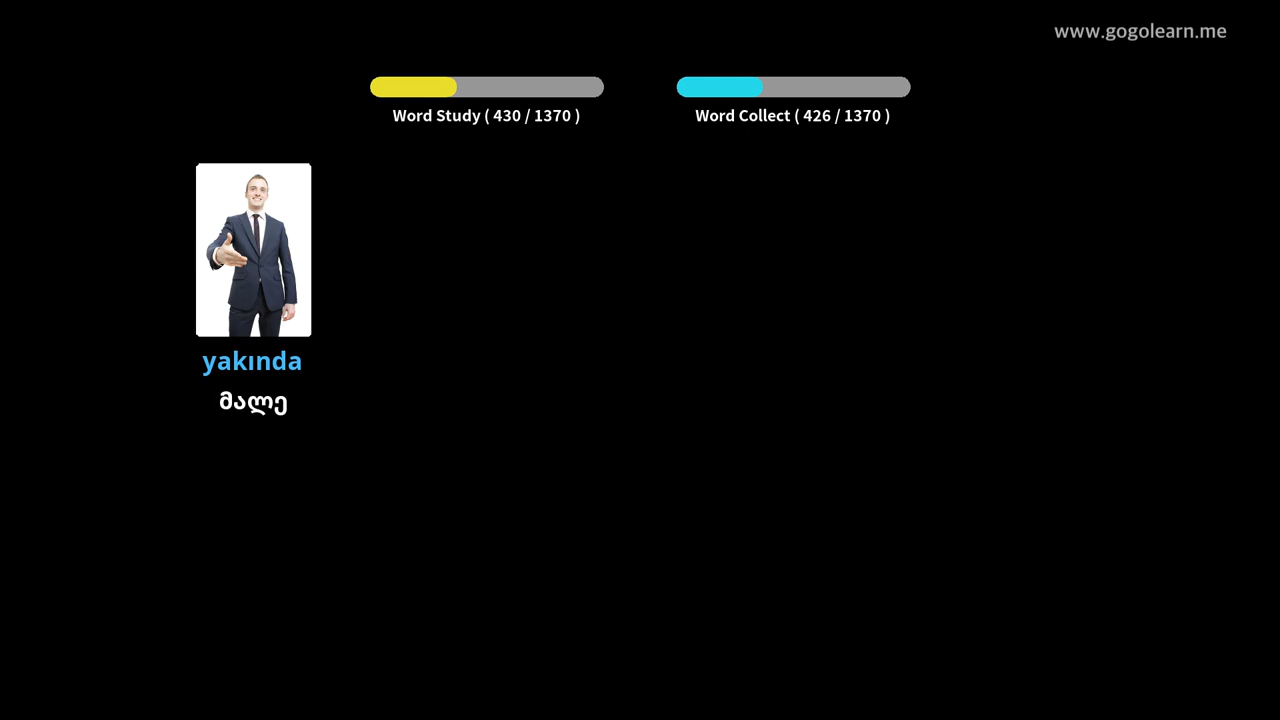 www.gogolearn.me
Word Study ( 430 / 1370 )
Word Collect ( 426 / 1370 )
yakında
მალე